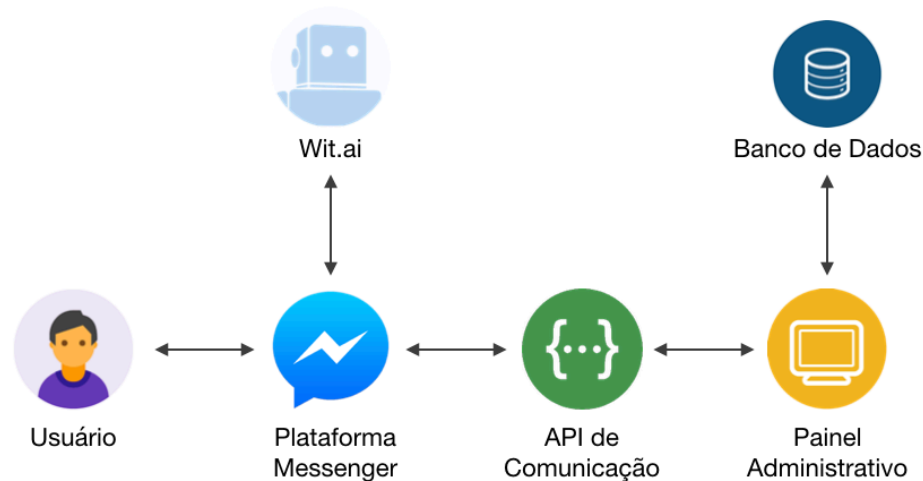 Wit.ai
Banco de Dados
Usuário
Plataforma
Messenger
API de
Comunicação
Painel
Administrativo